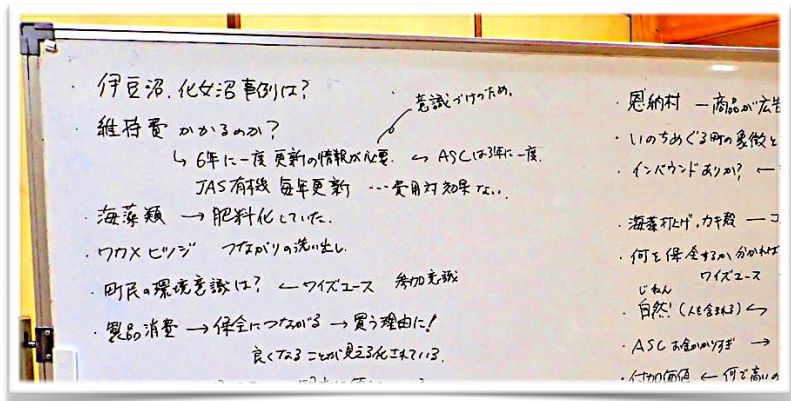 ・伊豆沼、化女沼事例は?
・維持費かかるのか?
意識づけのため。
↳ 6年に一度 更新の情報が必要. ← ASCは3年に一度.
JAS有機 毎年更新 …費用対効果ない.
・海藻類 → 肥料化していた.
・ワカメヒツジ つながりの洗い出し.
・町民の環境意識は? ← ワイズユース 参加意識
・製品消費 → 保全につながる → 買う理由に!
良くなることが見える化されている.
・恩納村 ー商品が広告
・いのちめぐる町の象徴と
・インバウンドありか? ←
・海藻打上げ、カキ殻 ー コ
・何を保全するか分かれば
ワイズユース
じねん
・自然!(人も含まれる) ←
・ASCお金かかりすぎ →
・付加価値 ← 何で高いの